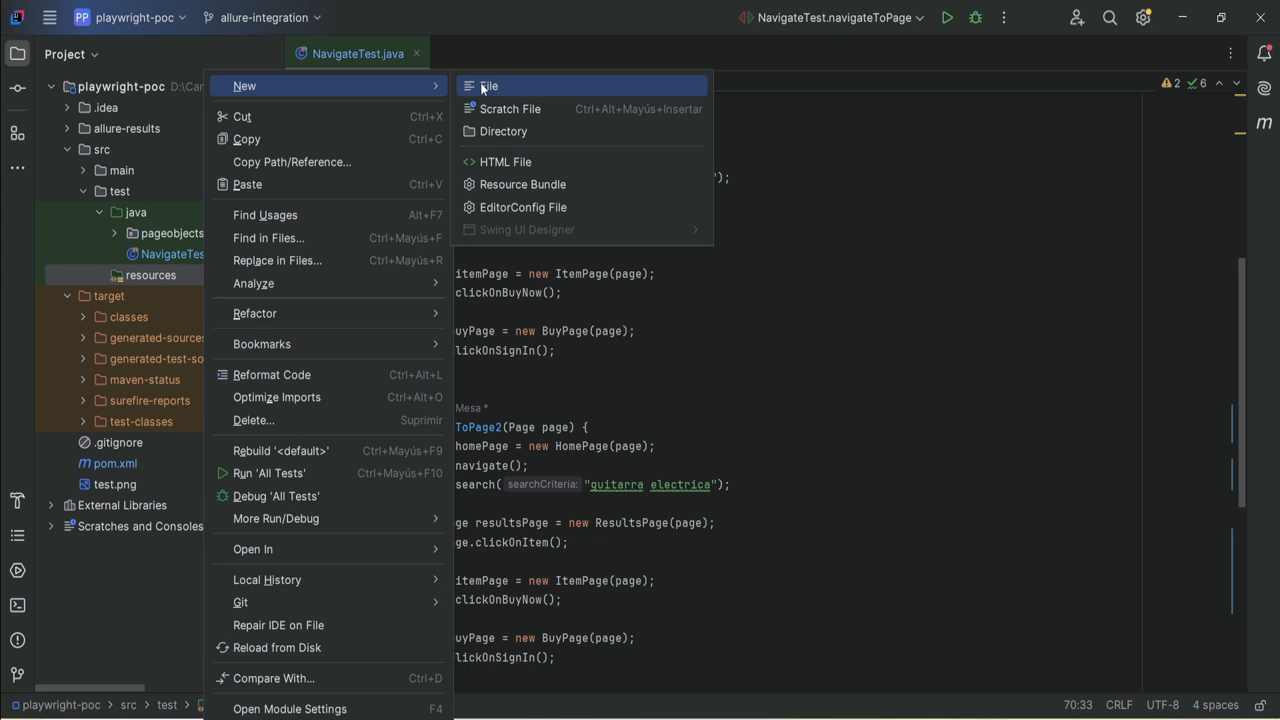 PP playwright-poc allure-integration NavigateTest.navigateToPage
Project
NavigateTest.java
playwright-poc D:\Car
.idea
allure-results
src
main
test
java
pageobjects
NavigateTes
resources
target
classes
generated-sources
generated-test-so
maven-status
surefire-reports
test-classes
.gitignore
pom.xml
test.png
External Libraries
Scratches and Consoles
New
Cut Ctrl+X
Copy Ctrl+C
Copy Path/Reference...
Paste Ctrl+V
Find Usages Alt+F7
Find in Files... Ctrl+Mayús+F
Replace in Files... Ctrl+Mayús+R
Analyze
Refactor
Bookmarks
Reformat Code Ctrl+Alt+L
Optimize Imports Ctrl+Alt+O
Delete... Suprimir
Rebuild '<default>' Ctrl+Mayús+F9
Run 'All Tests' Ctrl+Mayús+F10
Debug 'All Tests'
More Run/Debug
Open In
Local History
Git
Repair IDE on File
Reload from Disk
Compare With... Ctrl+D
Open Module Settings F4
File
Scratch File Ctrl+Alt+Mayús+Insertar
Directory
HTML File
Resource Bundle
EditorConfig File
Swing UI Designer
2 6
");
itemPage = new ItemPage(page);
clickOnBuyNow();
uyPage = new BuyPage(page);
lickOnSignIn();
Mesa *
ToPage2(Page page) {
homePage = new HomePage(page);
navigate();
search( searchCriteria: "guitarra electrica");
ge resultsPage = new ResultsPage(page);
ge.clickOnItem();
itemPage = new ItemPage(page);
clickOnBuyNow();
uyPage = new BuyPage(page);
lickOnSignIn();
m
playwright-poc > src > test >
70:33 CRLF UTF-8 4 spaces